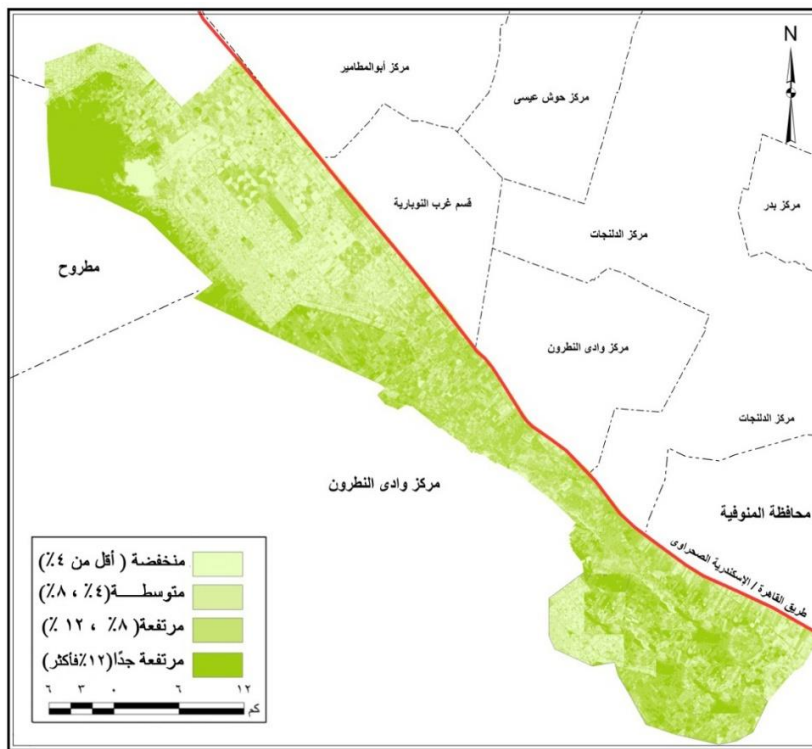 N
مركز أبوالمطامير
مركز حوش عيسى
مركز بدر
قسم غرب النوبارية
مركز الدلنجات
مطروح
مركز وادى النطرون
مركز الدلنجات
مركز وادى النطرون
محافظة المنوفية
طريق القاهرة / الإسكندرية الصحراوى
منخفضة ( أقل من ٤٪)
متوسطـــــة (٤٪ ، ٨٪)
مرتفعة( ٨٪ ، ١٢ ٪)
مرتفعة جدًا(١٢٪فأكثر)
٦ ٣ ٠ ٦ ١٢
كم